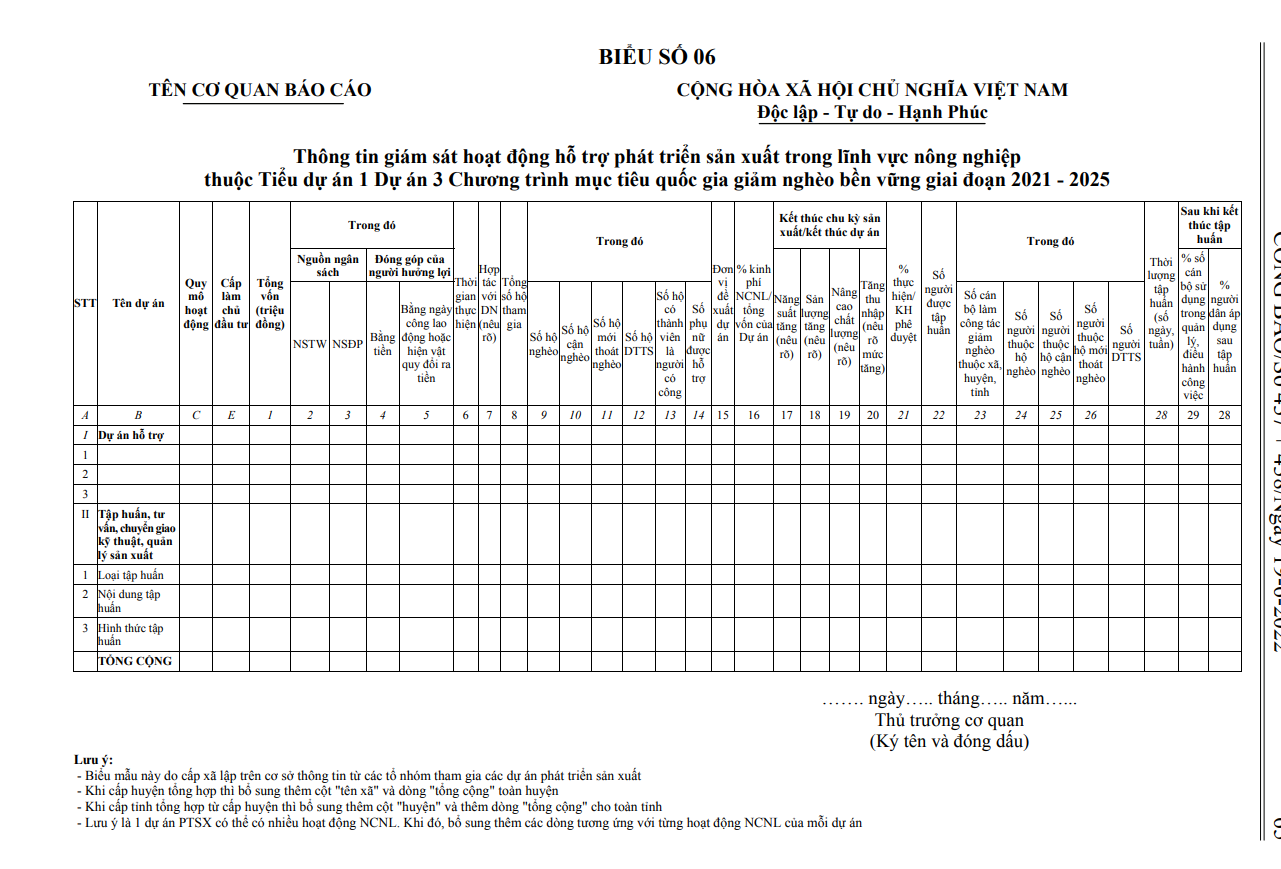 BIỂU SỐ 06
TÊN CƠ QUAN BÁO CÁO
CỘNG HÒA XÃ HỘI CHỦ NGHĨA VIỆT NAM
Độc lập - Tự do - Hạnh Phúc
Thông tin giám sát hoạt động hỗ trợ phát triển sản xuất trong lĩnh vực nông nghiệp
thuộc Tiểu dự án 1 Dự án 3 Chương trình mục tiêu quốc gia giảm nghèo bền vững giai đoạn 2021 - 2025
STT
Tên dự án
Quy
mô
hoạt
động
Cấp
làm
chủ
đầu tư
Tổng
vốn
(triệu
đồng)
Trong đó
Nguồn ngân
sách
NSTW
NSĐP
Đóng góp của
người hưởng lợi
Bằng
tiền
Bằng ngày
công lao
động hoặc
hiện vật
quy đổi ra
tiền
Thời
gian
thực
hiện
Hợp
tác
với
DN
(nêu
rõ)
Tổng
số hộ
tham
gia
Trong đó
Số hộ
nghèo
Số hộ
cận
nghèo
Số hộ
mới
thoát
nghèo
Số hộ
DTTS
Số hộ
có
thành
viên
là
người
có
công
Số
phụ
nữ
được
hỗ
trợ
Đơn
vị
đề
xuất
dự
án
% kinh
phí
NCNL/
tổng
vốn của
Dự án
Kết thúc chu kỳ sản
xuất/kết thúc dự án
Năng
suất
tăng
(nêu
rõ)
Sản
lượng
tăng
(nêu
rõ)
Nâng
cao
chất
lượng
(nêu
rõ)
Tăng
thu
nhập
(nêu
rõ
mức
tăng)
%
thực
hiện/
KH
phê
duyệt
Số
người
được
tập
huấn
Trong đó
Số cán
bộ làm
công tác
giảm
nghèo
thuộc xã,
huyện,
tỉnh
Số
người
thuộc
hộ
nghèo
Số
người
thuộc
hộ cận
nghèo
Số
người
thuộc
hộ mới
thoát
nghèo
Số
người
DTTS
Thời
lượng
tập
huấn
(số
ngày,
tuần)
Sau khi kết
thúc tập
huấn
% số
cán
bộ sử
dụng
trong
quản
lý,
điều
hành
công
việc
%
người
dân áp
dụng
sau
tập
huấn
A B C E 1 2 3 4 5 6 7 8 9 10 11 12 13 14 15 16 17 18 19 20 21 22 23 24 25 26 28 29 28
I Dự án hỗ trợ
1
2
3
II Tập huấn, tư
vấn, chuyển giao
kỹ thuật, quản
lý sản xuất
1 Loại tập huấn
2 Nội dung tập
huấn
3 Hình thức tập
huấn
TỔNG CỘNG
……. ngày….. tháng….. năm…...
Thủ trưởng cơ quan
(Ký tên và đóng dấu)
Lưu ý:
- Biểu mẫu này do cấp xã lập trên cơ sở thông tin từ các tổ nhóm tham gia các dự án phát triển sản xuất
- Khi cấp huyện tổng hợp thì bổ sung thêm cột "tên xã" và dòng "tổng cộng" toàn huyện
- Khi cấp tỉnh tổng hợp từ cấp huyện thì bổ sung thêm cột "huyện" và thêm dòng "tổng cộng" cho toàn tỉnh
- Lưu ý là 1 dự án PTSX có thể có nhiều hoạt động NCNL. Khi đó, bổ sung thêm các dòng tương ứng với từng hoạt động NCNL của mỗi dự án